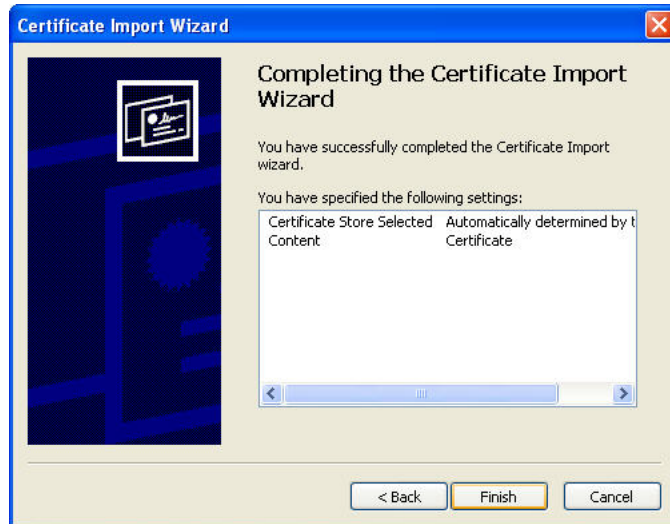 Certificate Import Wizard
Completing the Certificate Import
Wizard
You have successfully completed the Certificate Import
wizard.
You have specified the following settings:
Certificate Store Selected Automatically determined by t
Content Certificate
< Back Finish Cancel